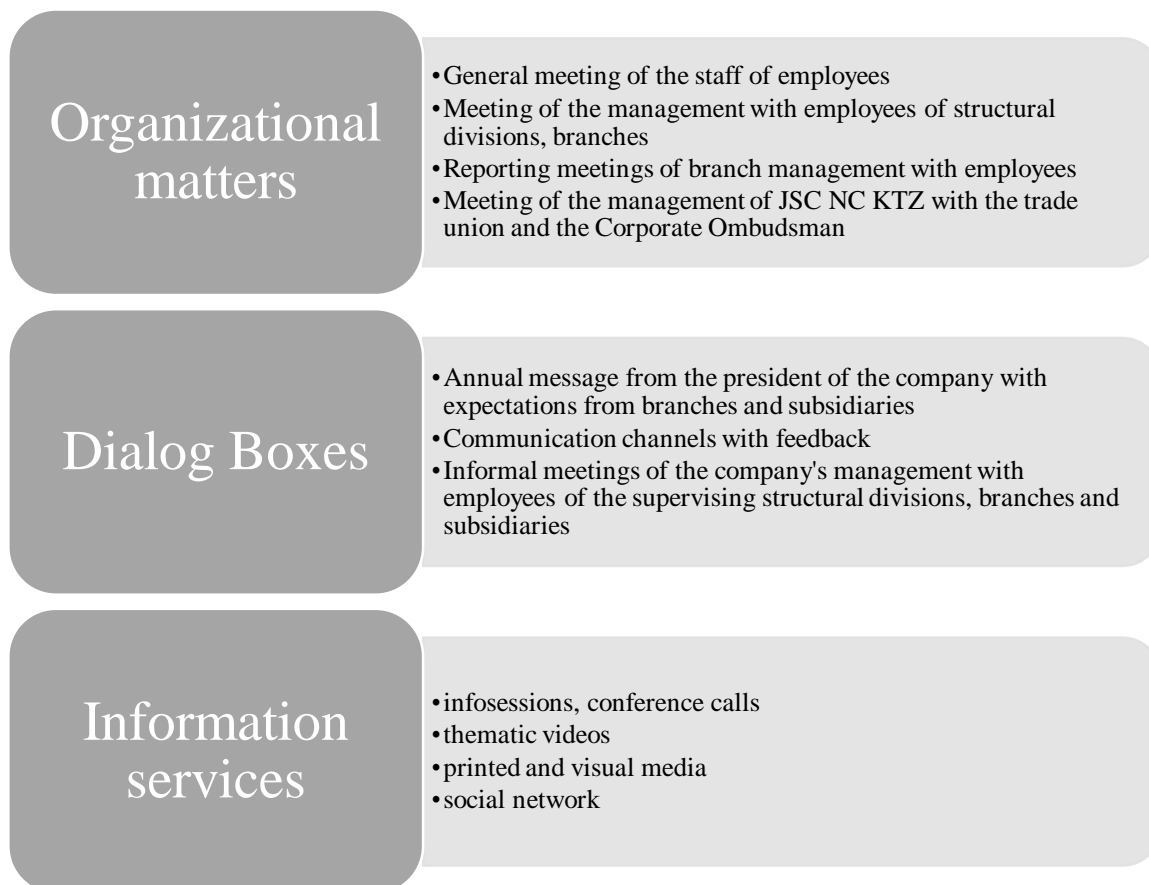 Organizational
matters
•General meeting of the staff of employees
•Meeting of the management with employees of structural
divisions, branches
•Reporting meetings of branch management with employees
•Meeting of the management of JSC NC KTZ with the trade
union and the Corporate Ombudsman
Dialog Boxes
•Annual message from the president of the company with
expectations from branches and subsidiaries
•Communication channels with feedback
•Informal meetings of the company's management with
employees of the supervising structural divisions, branches and
subsidiaries
Information
services
•infosessions, conference calls
•thematic videos
•printed and visual media
•social network